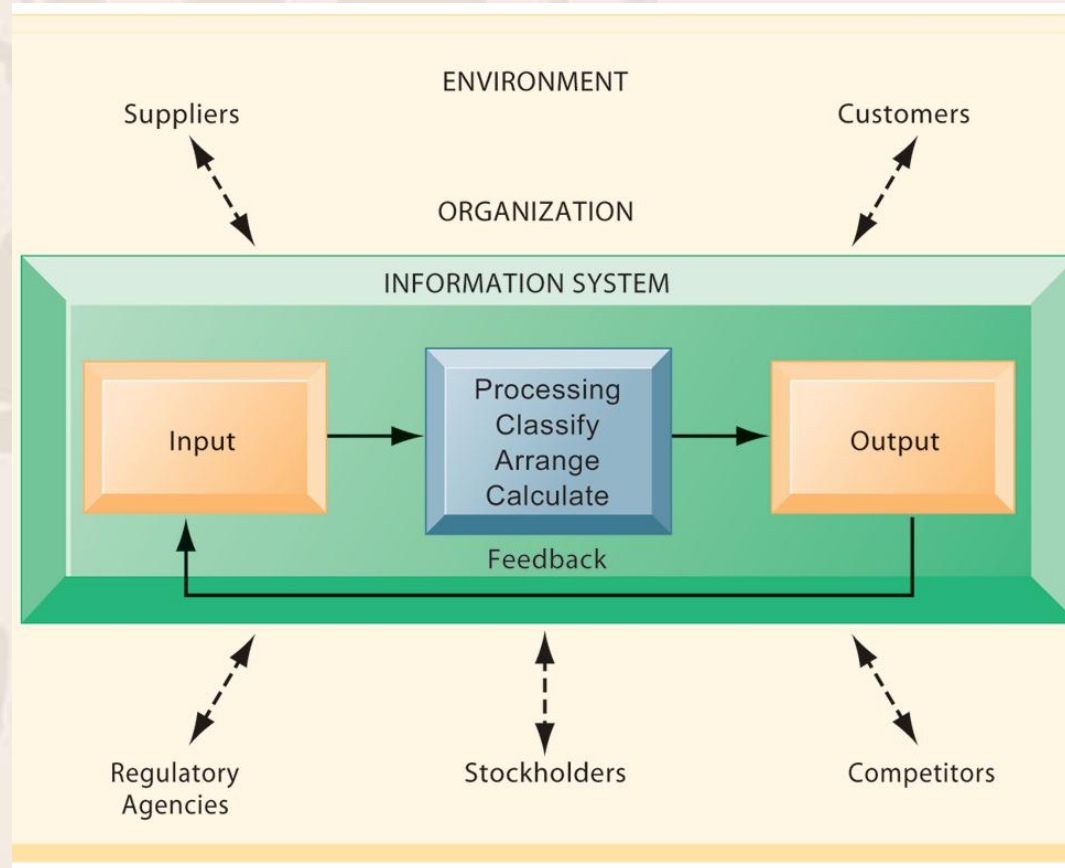 ENVIRONMENT
Suppliers
Customers
ORGANIZATION
INFORMATION SYSTEM
Input
Processing
Classify
Arrange
Calculate
Output
Feedback
Regulatory
Agencies
Stockholders
Competitors